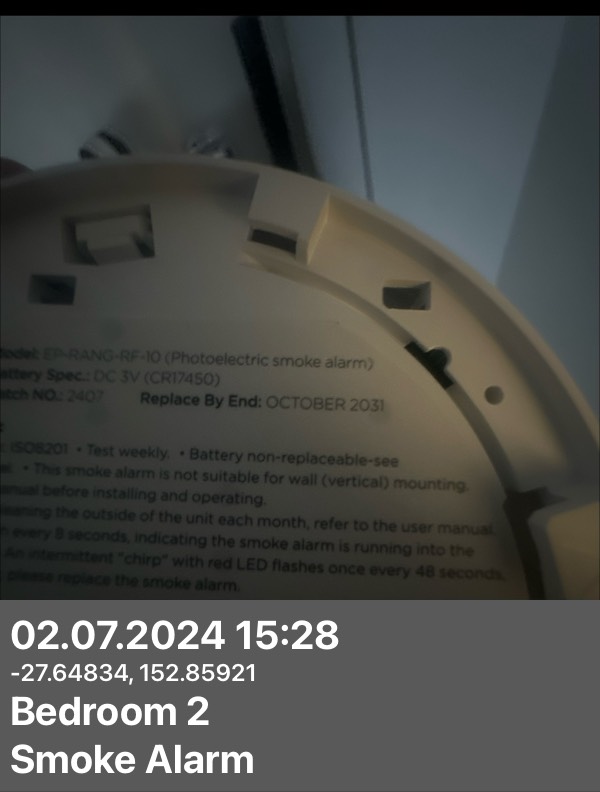 Model: EP-RANG-RF-10 (Photoelectric smoke alarm)
Battery Spec.: DC 3V (CR17450)
Batch NO.: 2407 Replace By End: OCTOBER 2031
ISO8201 • Test weekly. • Battery non-replaceable-see
• This smoke alarm is not suitable for wall (vertical) mounting.
manual before installing and operating.
cleaning the outside of the unit each month, refer to the user manual.
every 8 seconds, indicating the smoke alarm is running into the
An intermittent "chirp" with red LED flashes once every 48 seconds,
please replace the smoke alarm.
02.07.2024 15:28
-27.64834, 152.85921
Bedroom 2
Smoke Alarm